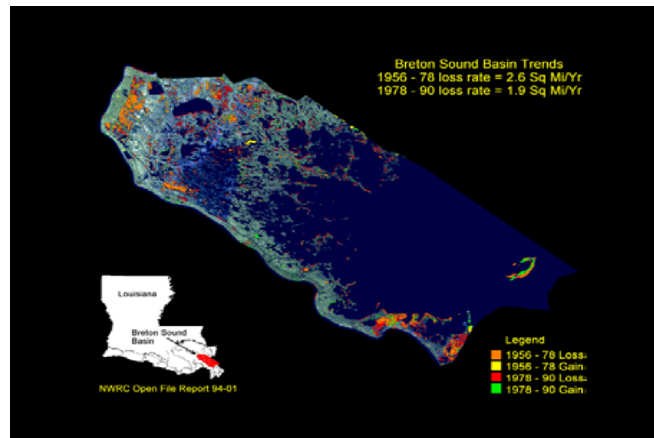 Breton Sound Basin Trends
1956 - 78 loss rate = 2.6 Sq Mi/Yr
1978 - 90 loss rate = 1.9 Sq Mi/Yr
Louisiana
Breton Sound
Basin
NWRC Open File Report 94-01
Legend
1956 - 78 Loss
1956 - 78 Gain
1978 - 90 Loss
1978 - 90 Gain